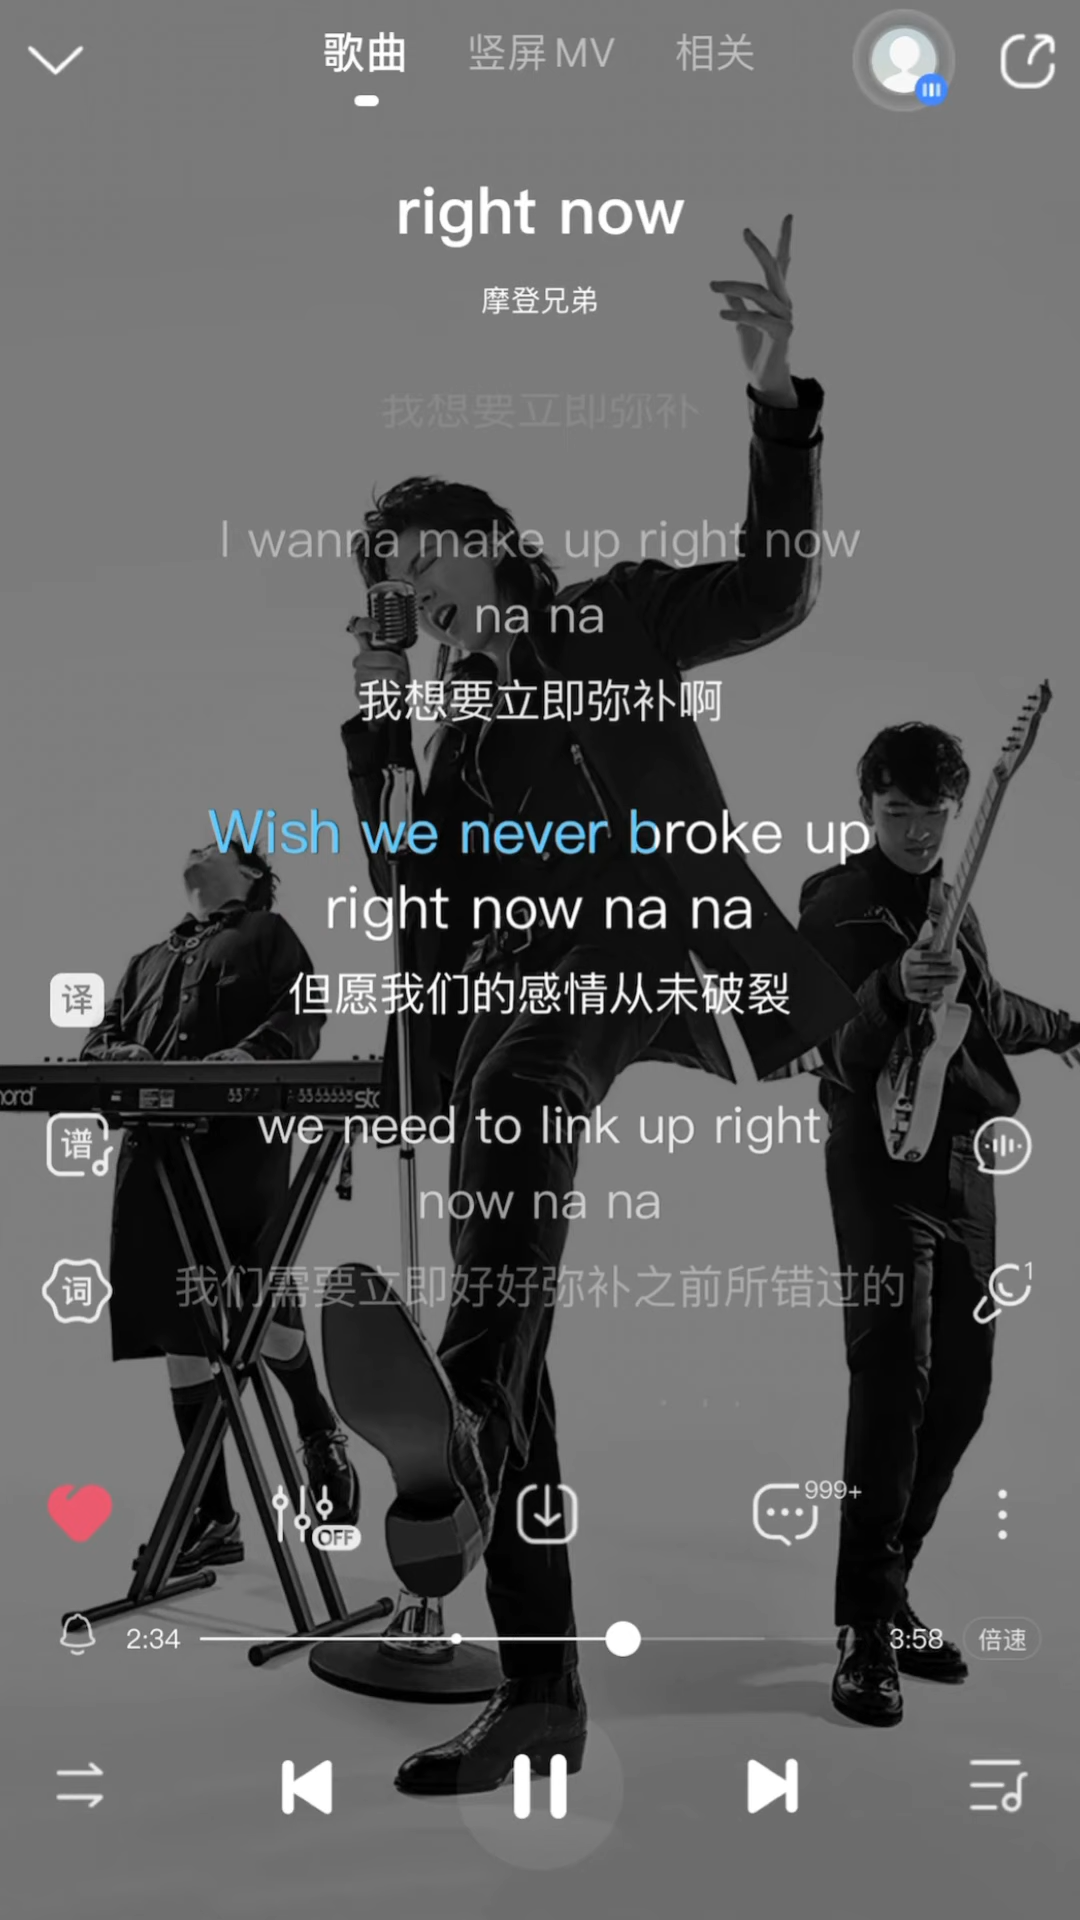 歌曲
竖屏MV
相关
right now
摩登兄弟
我想要立即弥补
I wanna make up right now
na na
我想要立即弥补啊
Wish we never broke up
right now na na
但愿我们的感情从未破裂
译
we need to link up right
now na na
谱
词
我们需要立即好好弥补之前所错过的
1
OFF
999+
2:34
3:58
倍速